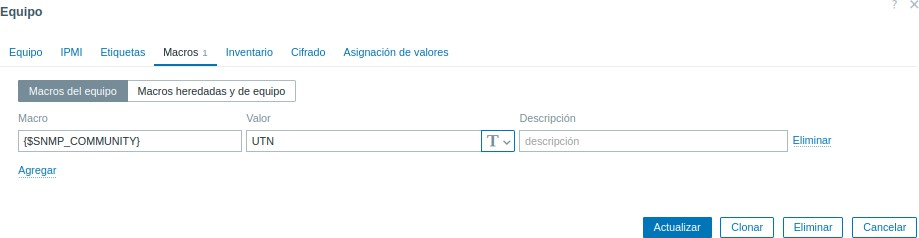 Equipo
? ×
Equipo IPMI Etiquetas Macros 1 Inventario Cifrado Asignación de valores
Macros del equipo Macros heredadas y de equipo
Macro Valor Descripción
{$SNMP_COMMUNITY} UTN T descripción Eliminar
Agregar
Actualizar Clonar Eliminar Cancelar